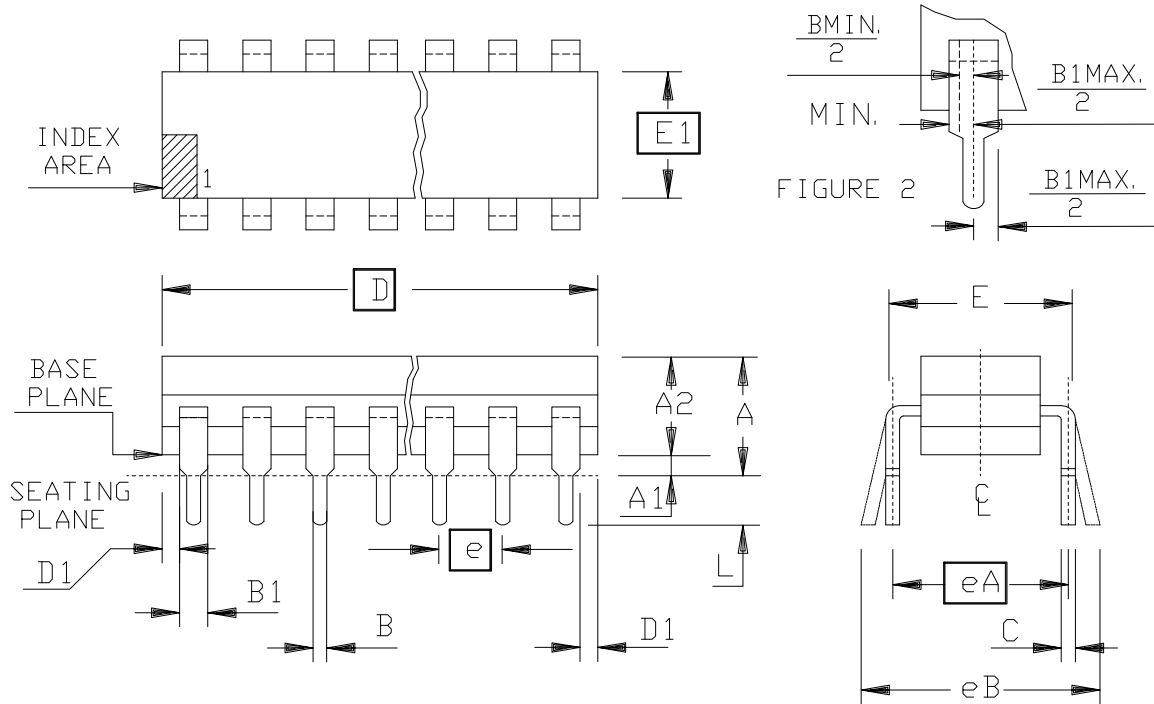 INDEX
AREA
1
E1
BMIN.
2
B1MAX.
2
MIN.
FIGURE 2
B1MAX.
2
D
BASE
PLANE
SEATING
PLANE
A2
A
A1
L
e
D1
B1
B
D1
E
CL
eA
C
eB